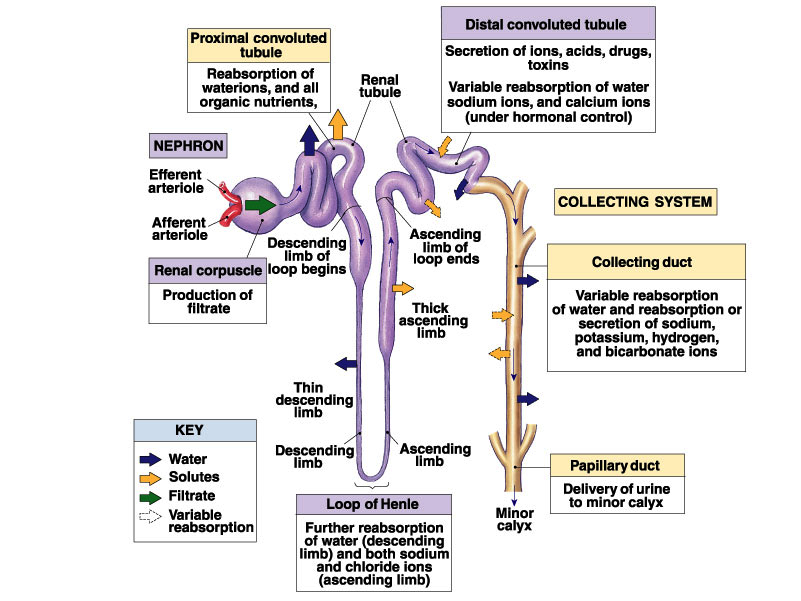 Proximal convoluted
tubule
Reabsorption of
waterions, and all
organic nutrients,
Distal convoluted tubule
Secretion of ions, acids, drugs,
toxins
Variable reabsorption of water
sodium ions, and calcium ions
(under hormonal control)
Renal
tubule
NEPHRON
Efferent
arteriole
Afferent
arteriole
Renal corpuscle
Production of
filtrate
Descending
limb of
loop begins
Ascending
limb of
loop ends
COLLECTING SYSTEM
Collecting duct
Variable reabsorption
of water and reabsorption or
secretion of sodium,
potassium, hydrogen,
and bicarbonate ions
Thick
ascending
limb
Thin
descending
limb
Descending
limb
Ascending
limb
KEY
Water
Solutes
Filtrate
Variable
reabsorption
Loop of Henle
Further reabsorption
of water (descending
limb) and both sodium
and chloride ions
(ascending limb)
Papillary duct
Delivery of urine
to minor calyx
Minor
calyx